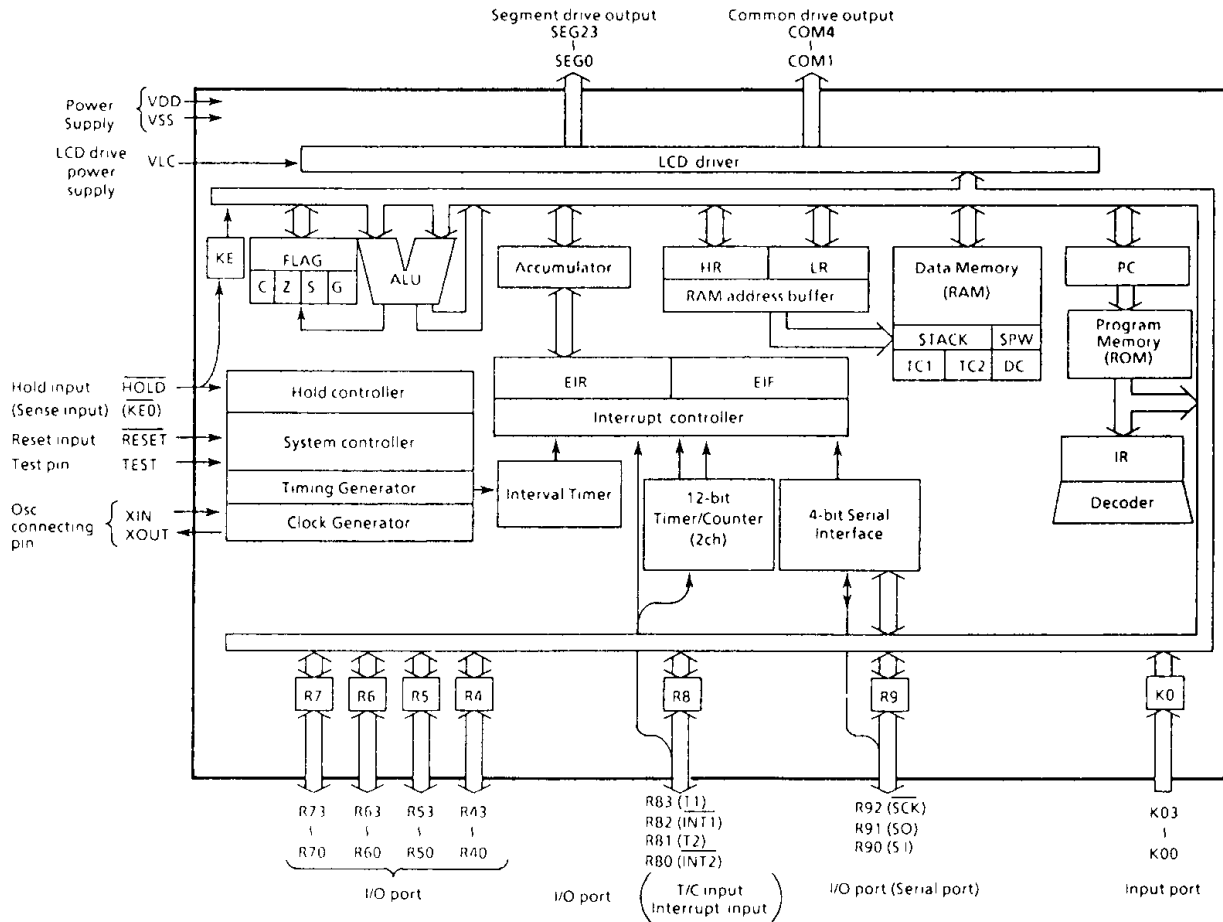 Segment drive output
SEG23
~
SEG0
Common drive output
COM4
~
COM1
Power
Supply
VDD
VSS
LCD drive
power
supply
VLC
LCD driver
KE
FLAG
C Z S G
ALU
Accumulator
HR
LR
RAM address buffer
Data Memory
(RAM)
STACK
SPW
TC1
TC2
DC
PC
Program
Memory
(ROM)
IR
Decoder
Hold input
HOLD
(Sense input)
(KE0)
Reset input
RESET
Test pin
TEST
Osc
connecting
pin
XIN
XOUT
Hold controller
System controller
Timing Generator
Clock Generator
EIR
EIF
Interrupt controller
Interval Timer
12-bit
Timer/Counter
(2ch)
4-bit Serial
Interface
R7
R6
R5
R4
R8
R9
K0
R73
~
R70
R63
~
R60
R53
~
R50
R43
~
R40
I/O port
R83 (T1)
R82 (INT1)
R81 (T2)
R80 (INT2)
I/O port
(T/C input
Interrupt input)
R92 (SCK)
R91 (SO)
R90 (SI)
I/O port (Serial port)
K03
~
K00
Input port